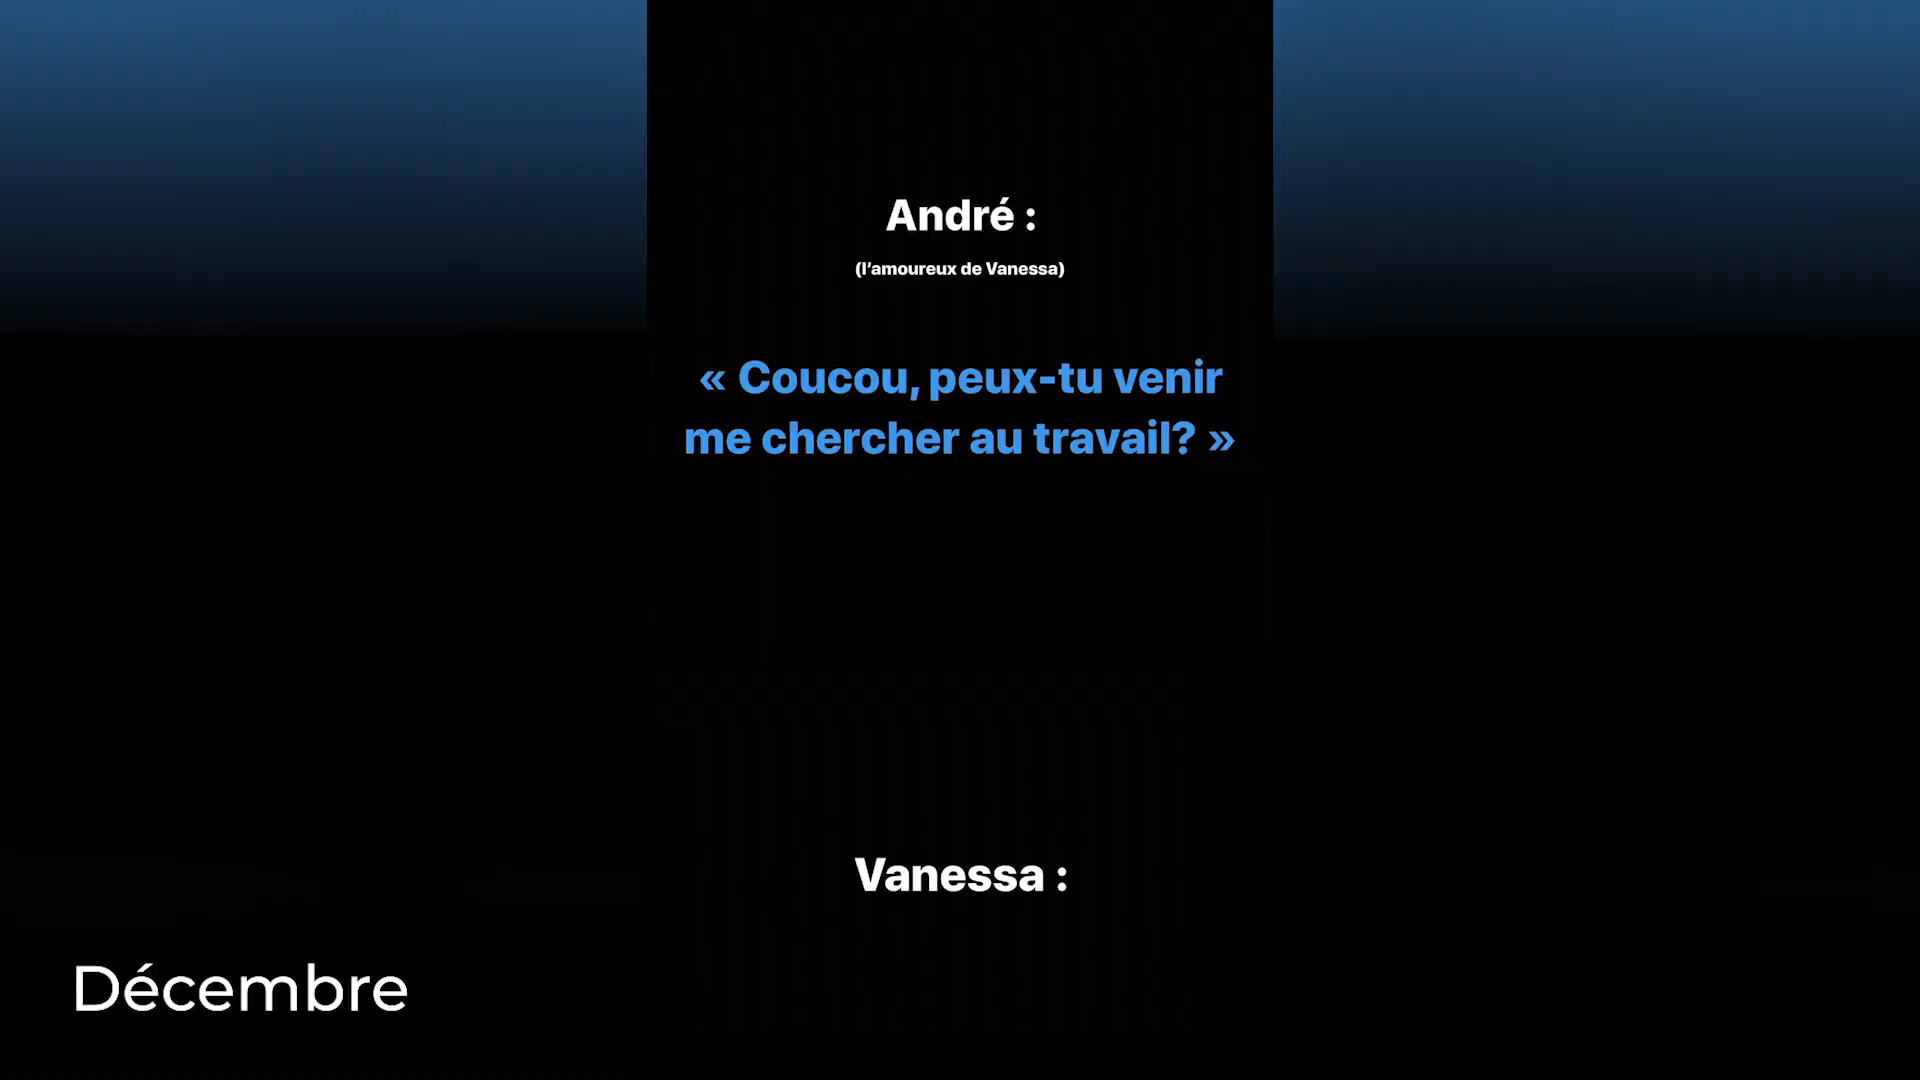 André :
(l’amoureux de Vanessa)
« Coucou, peux-tu venir
me chercher au travail? »
Vanessa :
Décembre